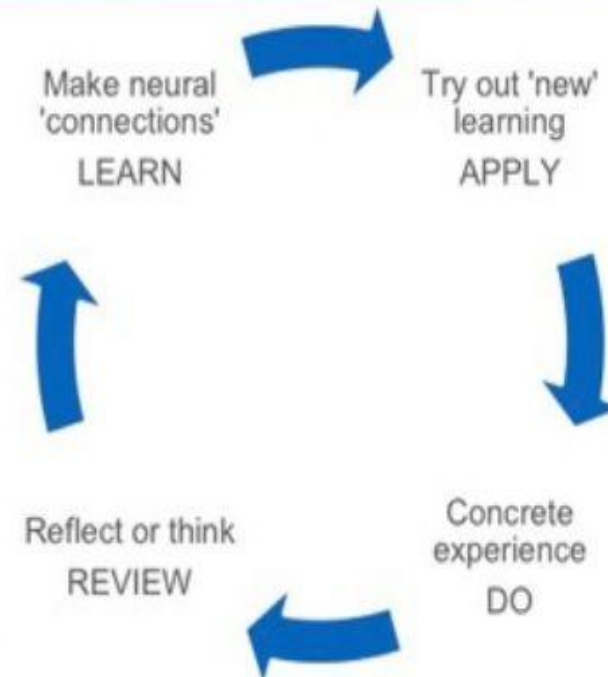 Make neural
'connections'
LEARN
Try out 'new'
learning
APPLY
Concrete
experience
DO
Reflect or think
REVIEW